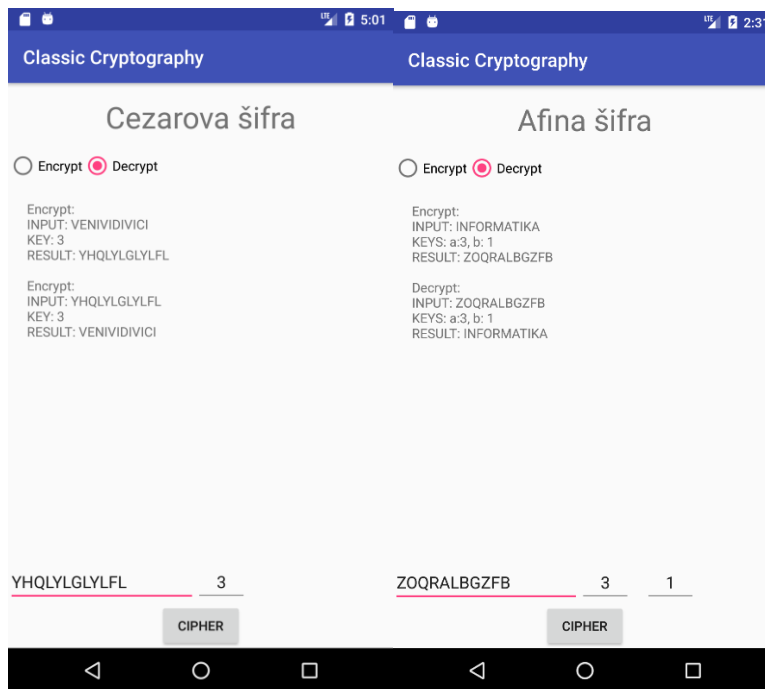 LTE 5:01
Classic Cryptography
Cezarova šifra
Encrypt Decrypt
Encrypt:
INPUT: VENIVIDIVICI
KEY: 3
RESULT: YHQLYLGLYLFL
Encrypt:
INPUT: YHQLYLGLYLFL
KEY: 3
RESULT: VENIVIDIVICI
YHQLYLGLYLFL 3
CIPHER
LTE 2:31
Classic Cryptography
Afina šifra
Encrypt Decrypt
Encrypt:
INPUT: INFORMATIKA
KEYS: a:3, b: 1
RESULT: ZOQRALBGZFB
Decrypt:
INPUT: ZOQRALBGZFB
KEYS: a:3, b: 1
RESULT: INFORMATIKA
ZOQRALBGZFB 3 1
CIPHER